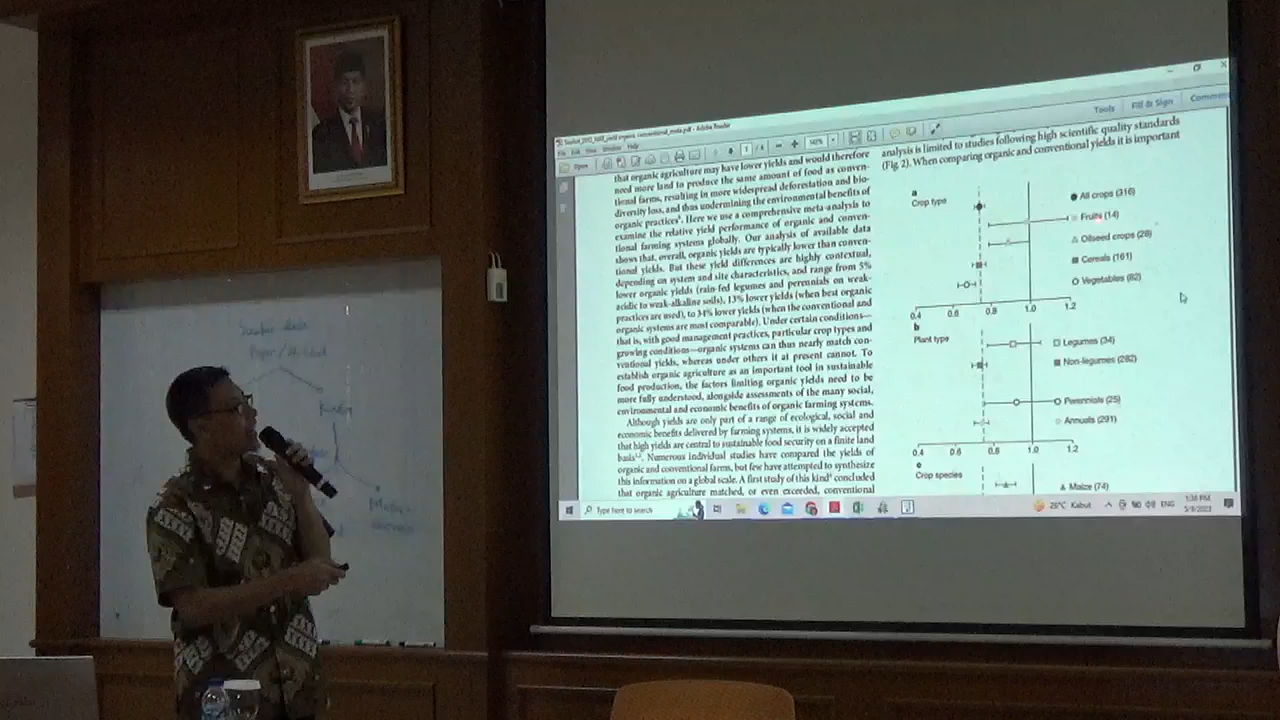 Adobe Reader
File Edit View Window Help
Tools
Fill & Sign
Open
1 / 4
that organic agriculture may have lower yields and would therefore
need more land to produce the same amount of food as conven-
tional farms, resulting in more widespread deforestation and bio-
diversity loss, and thus undermining the environmental benefits of
organic practices⁶. Here we use a comprehensive meta-analysis to
examine the relative yield performance of organic and conven-
tional farming systems globally. Our analysis of available data
shows that, overall, organic yields are typically lower than conven-
tional yields. But these yield differences are highly contextual,
depending on system and site characteristics, and range from 5%
lower organic yields (rain-fed legumes and perennials on weak-
acidic to weak-alkaline soils), 13% lower yields (when best organic
practices are used), to 34% lower yields (when the conventional and
organic systems are most comparable). Under certain conditions—
that is, with good management practices, particular crop types and
growing conditions—organic systems can thus nearly match con-
ventional yields, whereas under others it at present cannot. To
establish organic agriculture as an important tool in sustainable
food production, the factors limiting organic yields need to be
more fully understood, alongside assessments of the many social,
environmental and economic benefits of organic farming systems.
Although yields are only part of a range of ecological, social and
economic benefits delivered by farming systems, it is widely accepted
that high yields are central to sustainable food security on a finite land
basis¹,². Numerous individual studies have compared the yields of
organic and conventional farms, but few have attempted to synthesize
this information on a global scale. A first study of this kind⁴ concluded
that organic agriculture matched, or even exceeded, conventional
analysis is limited to studies following high scientific quality standards
(Fig. 2). When comparing organic and conventional yields it is important
a
Crop type
All crops (316)
Fruits (14)
Oilseed crops (28)
Cereals (161)
Vegetables (82)
0.4 0.6 0.8 1.0 1.2
b
Plant type
Legumes (34)
Non-legumes (282)
Perennials (25)
Annuals (291)
0.4 0.6 0.8 1.0 1.2
c
Crop species
Maize (74)
Type here to search
26°C Kabut
ENG
1:36 PM